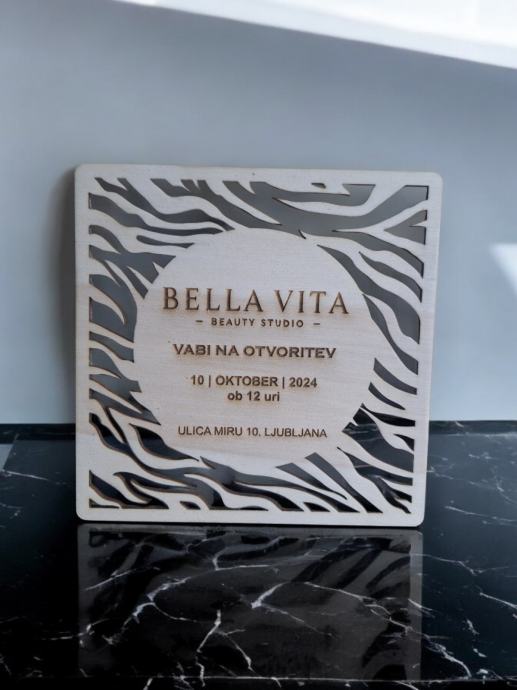 BELLA VITA
– BEAUTY STUDIO –
VABI NA OTVORITEV
10 | OKTOBER | 2024
ob 12 uri
ULICA MIRU 10. LJUBLJANA